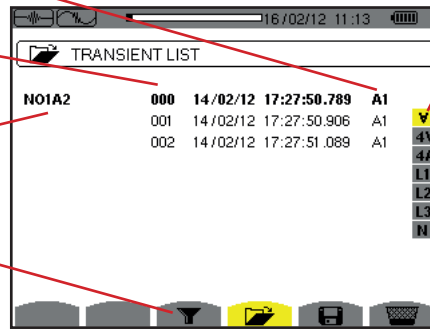 16/02/12 11:13
TRANSIENT LIST
NO1A2 000 14/02/12 17:27:50.789 A1
001 14/02/12 17:27:50.906 A1
002 14/02/12 17:27:51.089 A1
∀
4V
4A
L1
L2
L3
N